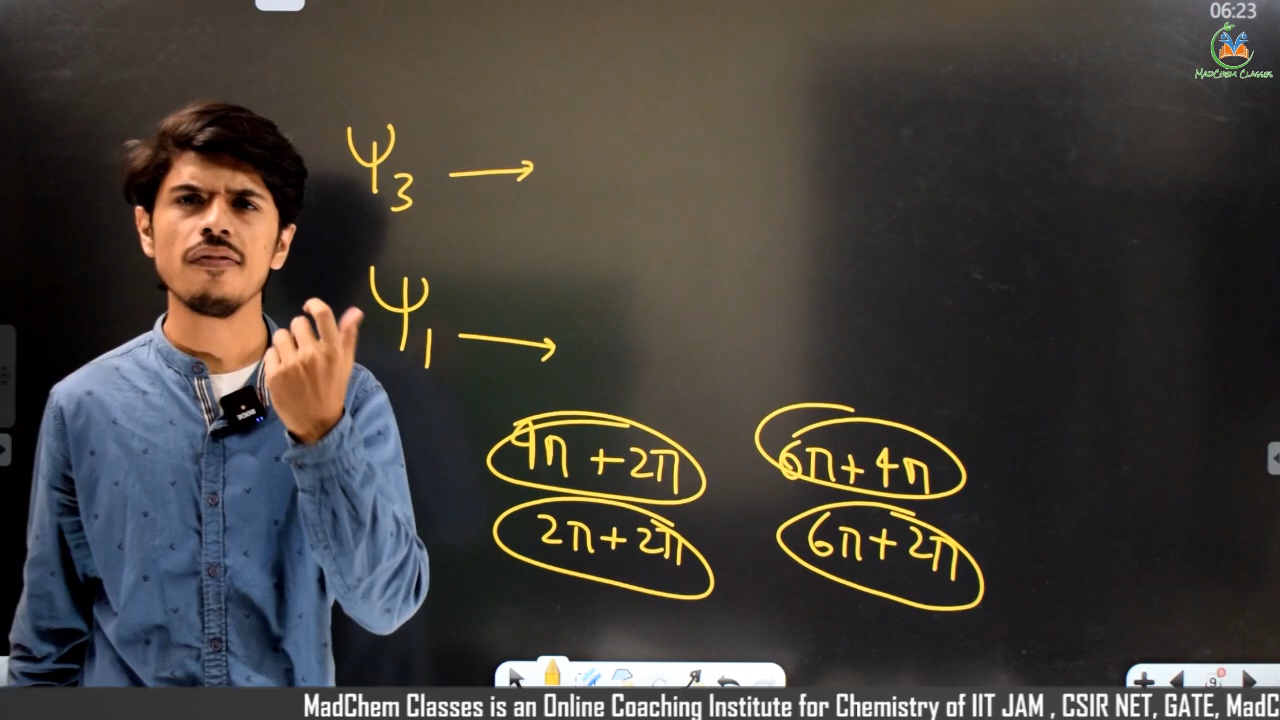 06:23
MADCHEM CLASSES
ψ3 →
ψ1 →
4π + 2π
6π + 4π
2π + 2π
6π + 2π
RODE
MadChem Classes is an Online Coaching Institute for Chemistry of IIT JAM , CSIR NET, GATE, MadC